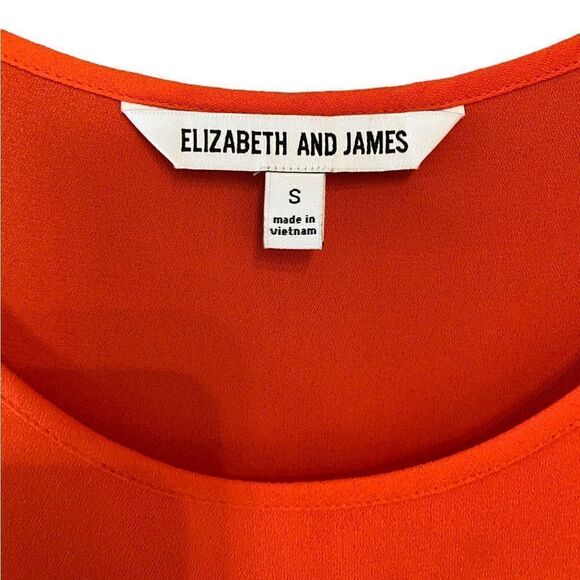 ELIZABETH AND JAMES
S
made in
vietnam